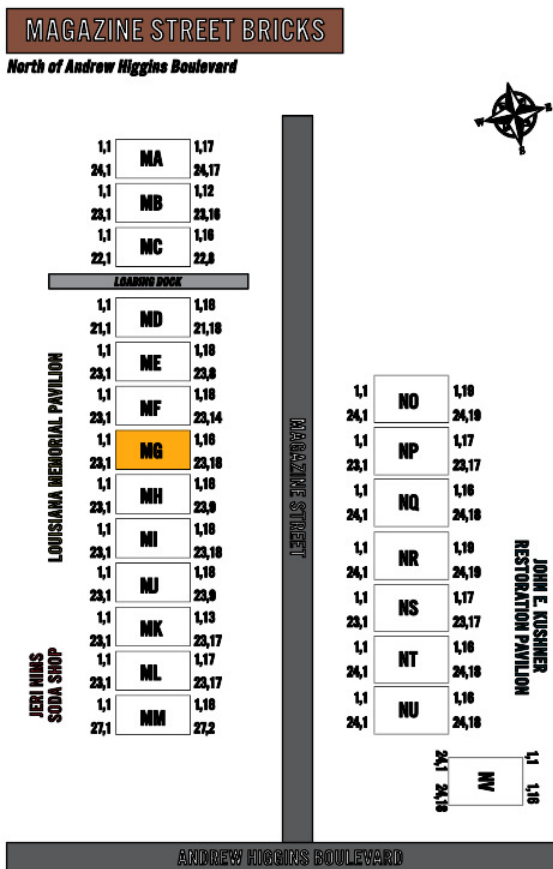 MAGAZINE STREET BRICKS
North of Andrew Higgins Boulevard
N
W E
S
1,1 MA 1,17
24,1 24,17
1,1 MB 1,12
23,1 23,16
1,1 MC 1,16
22,1 22,8
LOADING DOCK
1,1 MD 1,18
21,1 21,18
1,1 ME 1,18
23,1 23,8
1,1 MF 1,18
23,1 23,14
1,1 MG 1,16
23,1 23,18
1,1 MH 1,18
23,1 23,9
1,1 MI 1,18
23,1 23,18
1,1 MJ 1,18
23,1 23,9
1,1 MK 1,13
23,1 23,17
1,1 ML 1,17
23,1 23,17
1,1 MM 1,18
27,1 27,2
LOUISIANA MEMORIAL PAVILION
JERI NIMS
SODA SHOP
MAGAZINE STREET
1,1 NO 1,19
24,1 24,19
1,1 NP 1,17
23,1 23,17
1,1 NQ 1,16
24,1 24,18
1,1 NR 1,19
24,1 24,19
1,1 NS 1,17
23,1 23,17
1,1 NT 1,16
24,1 24,18
1,1 NU 1,16
24,1 24,18
JOHN E. KUSHNER
RESTORATION PAVILION
1,1 NV 1,16
24,1 24,18
ANDREW HIGGINS BOULEVARD